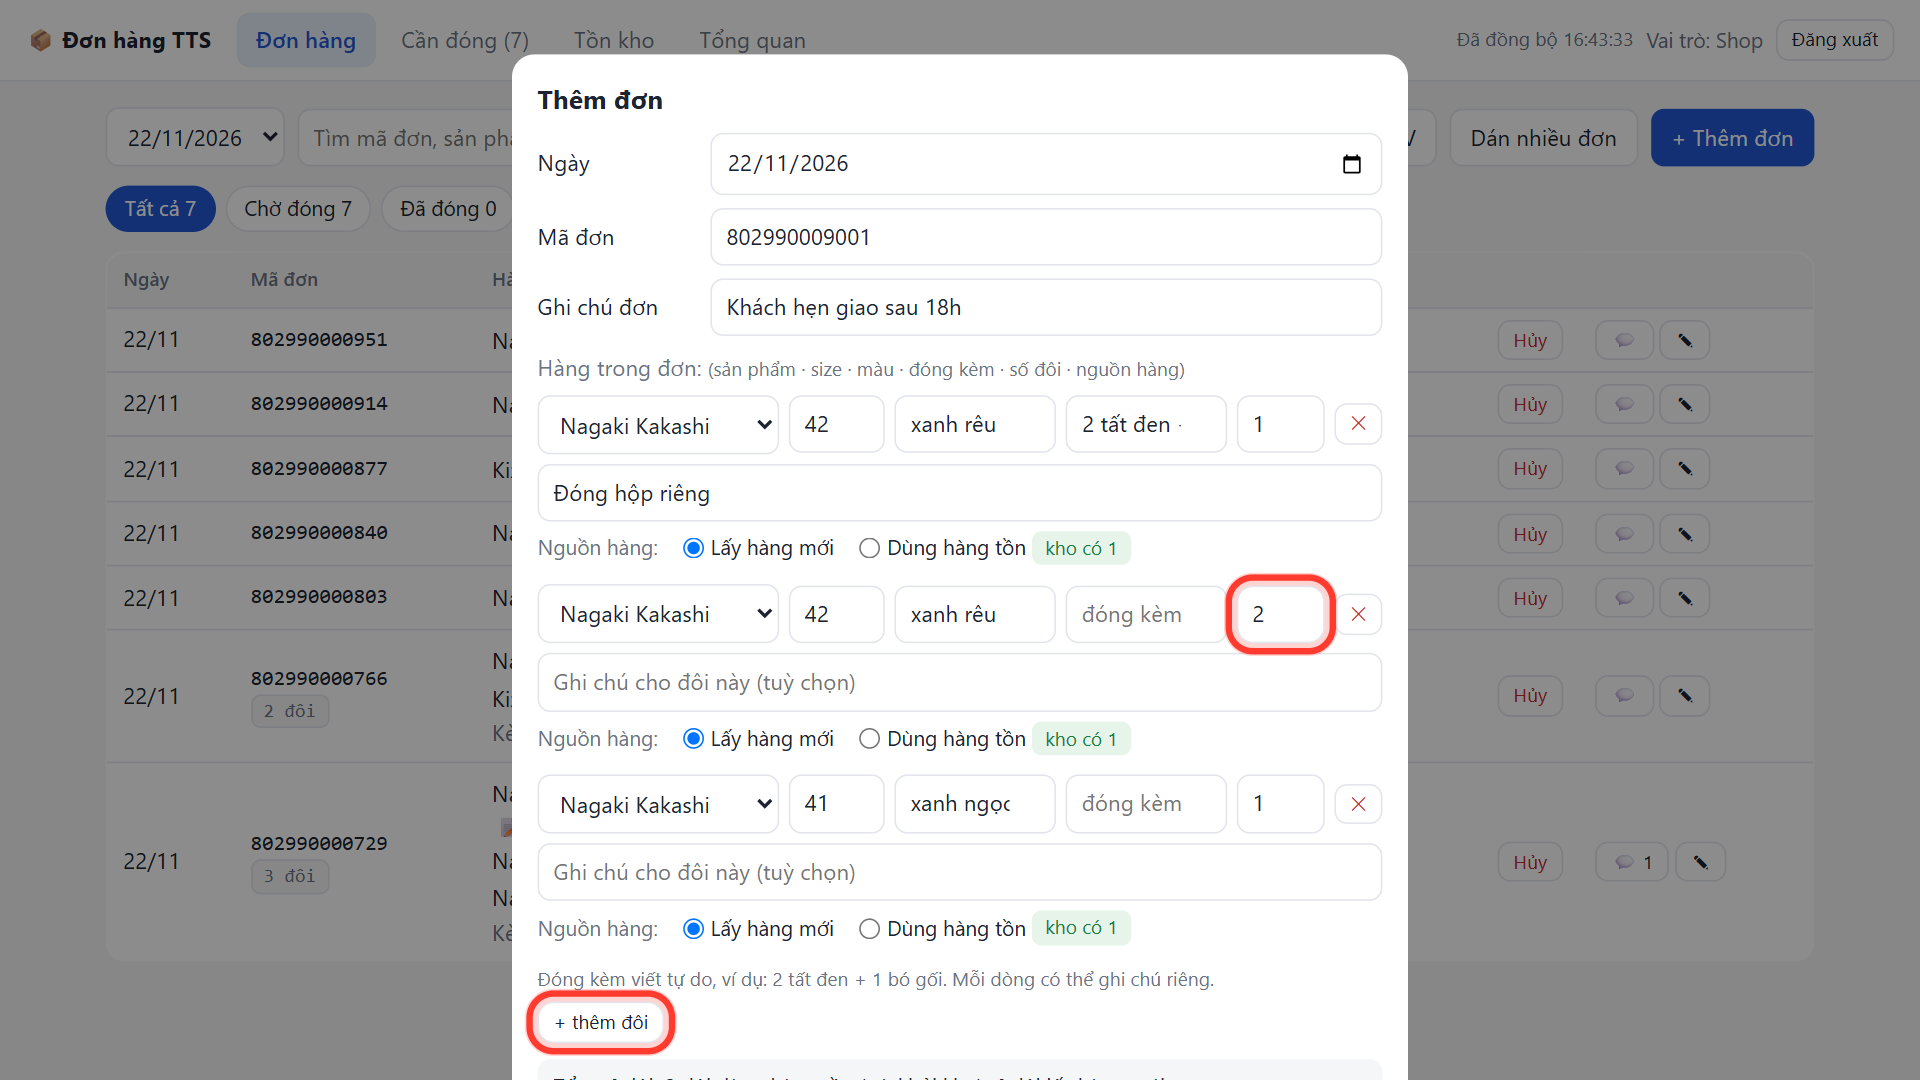 Đơn hàng TTS
Đơn hàng
Cần đóng (7)
Tồn kho
Tổng quan
Đã đồng bộ 16:43:33
Vai trò: Shop
Đăng xuất
22/11/2026
Tìm mã đơn, sản
Dán nhiều đơn
+ Thêm đơn
Tất cả 7
Chờ đóng 7
Đã đóng 0
Ngày
Mã đơn
22/11
802990000951
Hủy
22/11
802990000914
Hủy
22/11
802990000877
Hủy
22/11
802990000840
Hủy
22/11
802990000803
Hủy
22/11
802990000766
2 đôi
Hủy
22/11
802990000729
3 đôi
Hủy
1
Thêm đơn
Ngày
22/11/2026
Mã đơn
802990009001
Ghi chú đơn
Khách hẹn giao sau 18h
Hàng trong đơn: (sản phẩm · size · màu · đóng kèm · số đôi · nguồn hàng)
Nagaki Kakashi
42
xanh rêu
2 tất đen
1
Đóng hộp riêng
Nguồn hàng:
Lấy hàng mới
Dùng hàng tồn
kho có 1
Nagaki Kakashi
42
xanh rêu
đóng kèm
2
Ghi chú cho đôi này (tuỳ chọn)
Nguồn hàng:
Lấy hàng mới
Dùng hàng tồn
kho có 1
Nagaki Kakashi
41
xanh ngọc
đóng kèm
1
Ghi chú cho đôi này (tuỳ chọn)
Nguồn hàng:
Lấy hàng mới
Dùng hàng tồn
kho có 1
Đóng kèm viết tự do, ví dụ: 2 tất đen + 1 bó gối. Mỗi dòng có thể ghi chú riêng.
+ thêm đôi